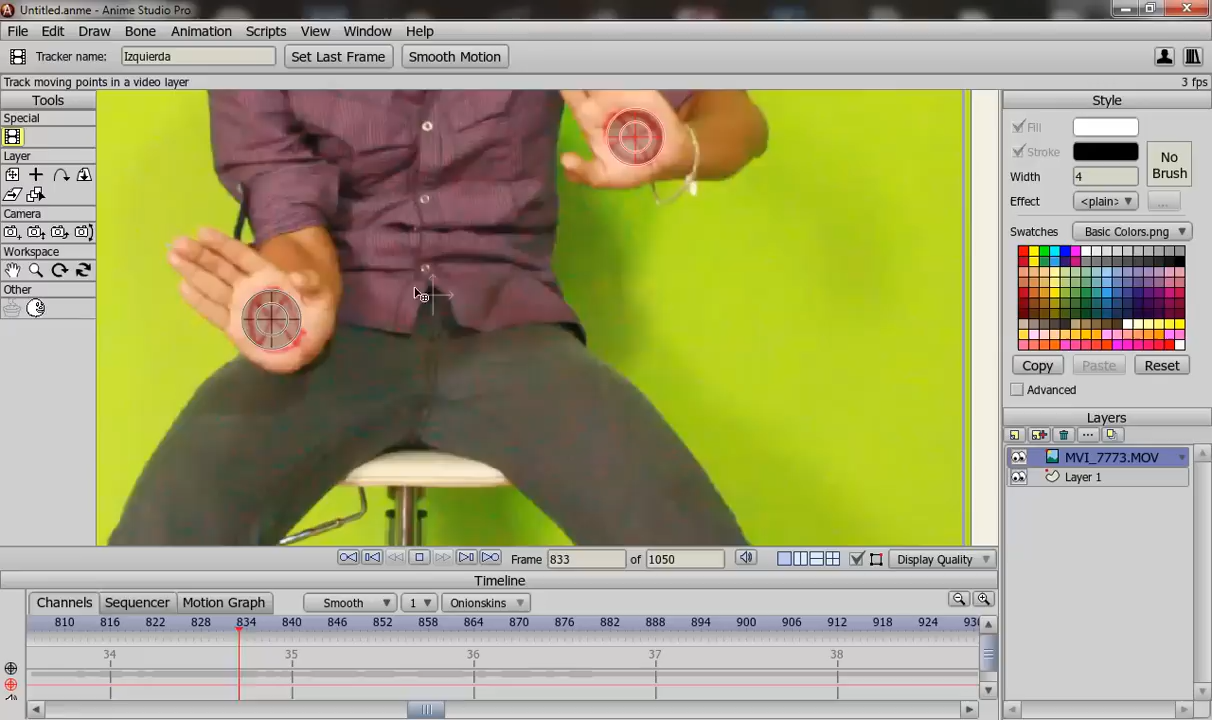 Untitled.anme - Anime Studio Pro
File Edit Draw Bone Animation Scripts View Window Help
Tracker name: Izquierda Set Last Frame Smooth Motion
Track moving points in a video layer 3 fps
Tools
Special
Layer
Camera
Workspace
Other
Style
Fill
Stroke
No Brush
Width 4
Effect <plain> ...
Swatches Basic Colors.png
Copy Paste Reset
Advanced
Layers
MVI_7773.MOV
Layer 1
Frame 833 of 1050 Display Quality
Timeline
Channels Sequencer Motion Graph Smooth 1 Onionskins
810 816 822 828 834 840 846 852 858 864 870 876 882 888 894 900 906 912 918 924 930
34 35 36 37 38